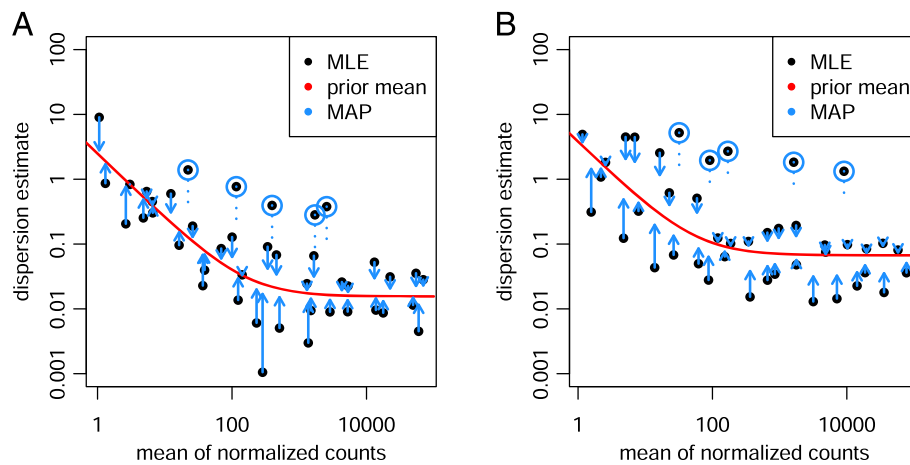 A
100
10
1
0.1
0.01
0.001
dispersion estimate
MLE
prior mean
MAP
1
100
10000
mean of normalized counts
B
100
10
1
0.1
0.01
0.001
dispersion estimate
MLE
prior mean
MAP
1
100
10000
mean of normalized counts